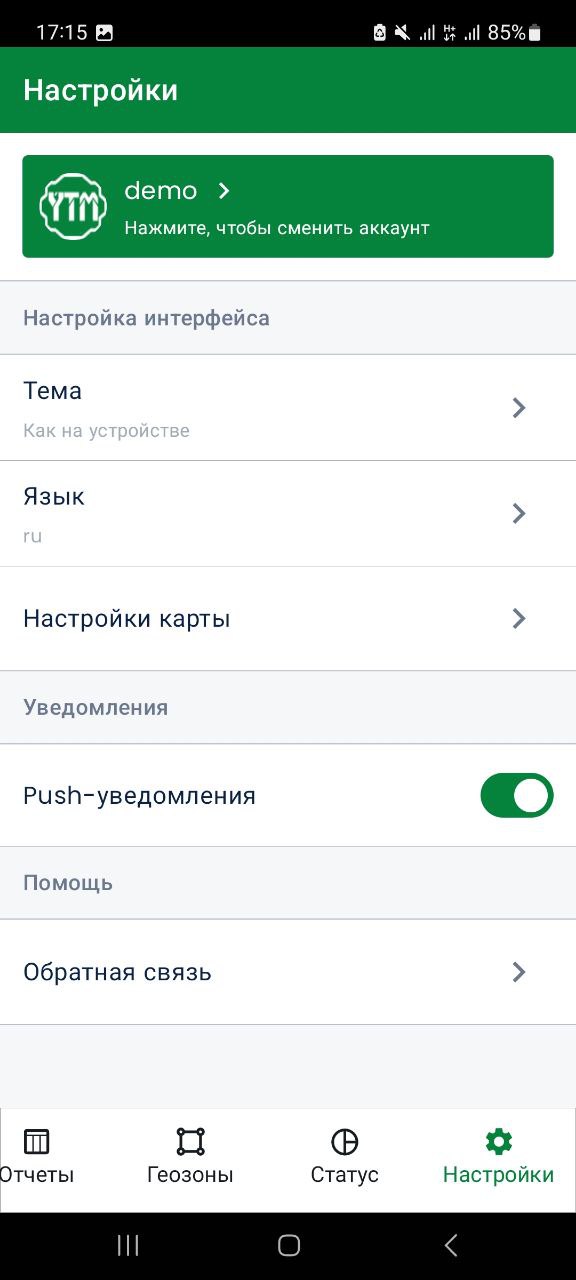 17:15 85%
Настройки
YTM
demo
Нажмите, чтобы сменить аккаунт
Настройка интерфейса
Тема
Как на устройстве
Язык
ru
Настройки карты
Уведомления
Push-уведомления
Помощь
Обратная связь
Отчеты Геозоны Статус Настройки